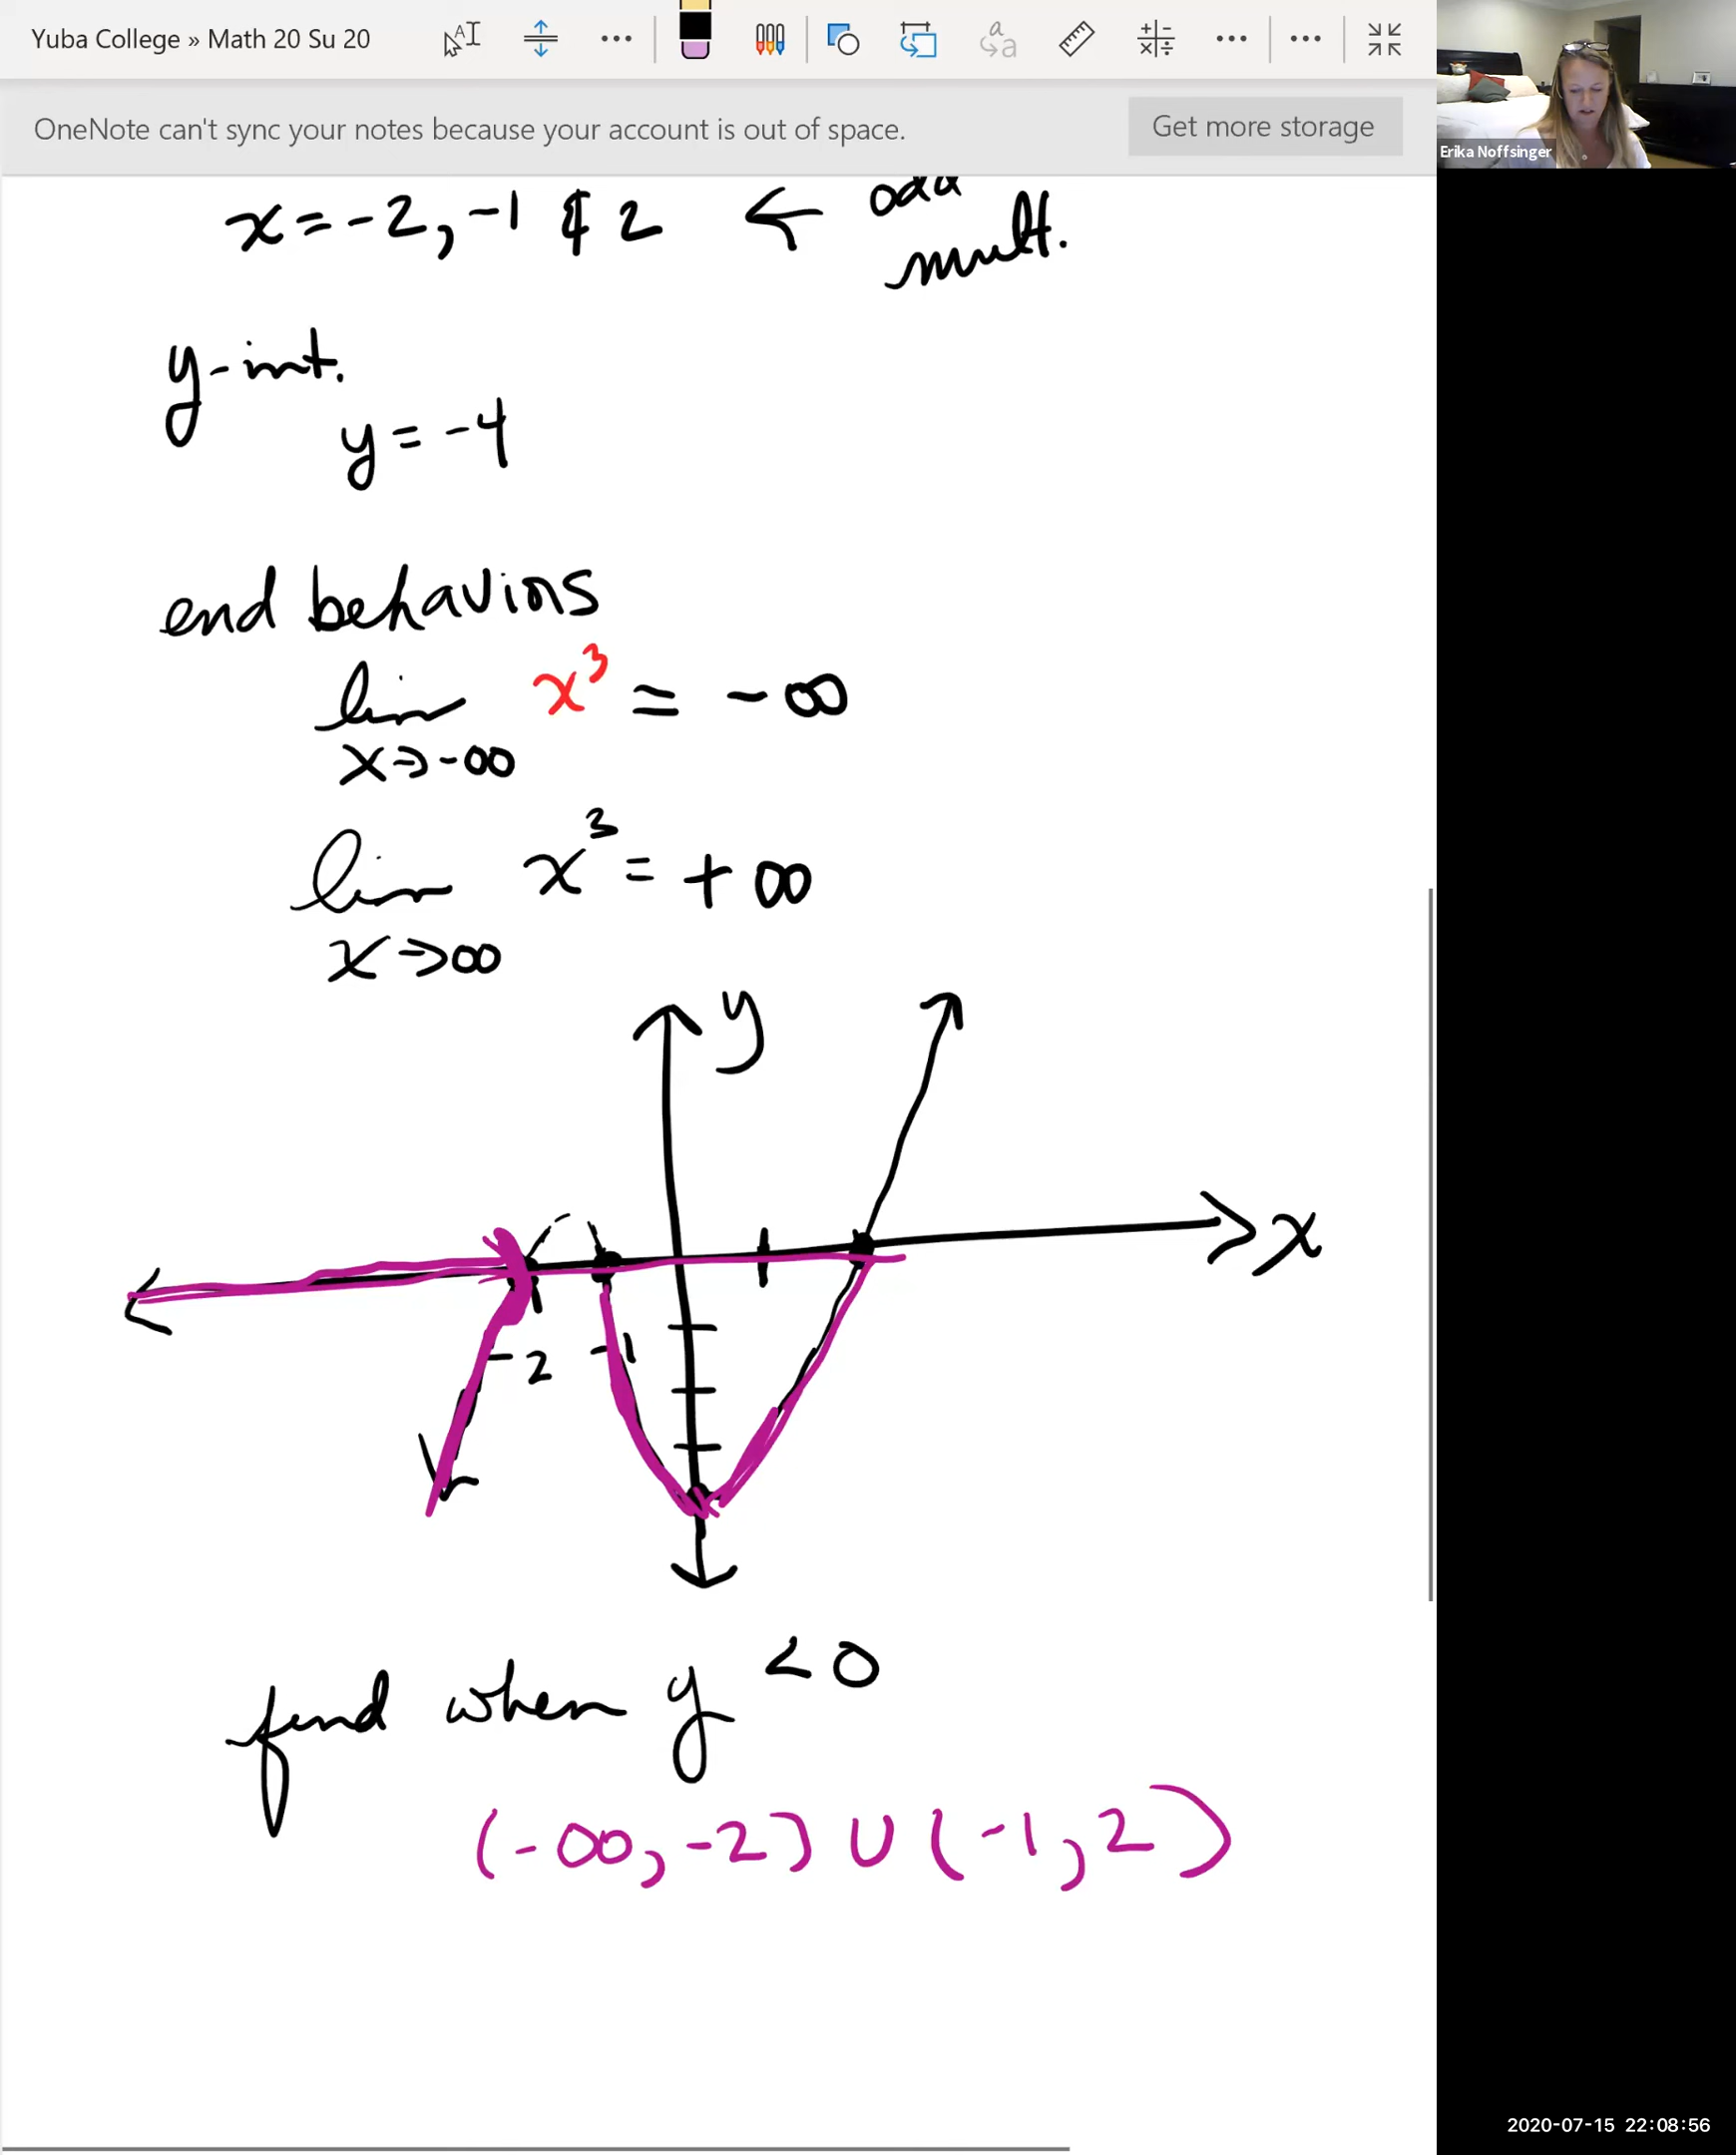 Yuba College » Math 20 Su 20
OneNote can't sync your notes because your account is out of space.
Get more storage
Erika Noffsinger
x = -2, -1 & 2 ← odd
mult.
y-int.
y = -4
end behaviors
lim x³ = -∞
x→-∞
lim x³ = +∞
x→∞
y
x
-2 -1
find when y < 0
(-∞, -2) ∪ (-1, 2)
2020-07-15 22:08:56